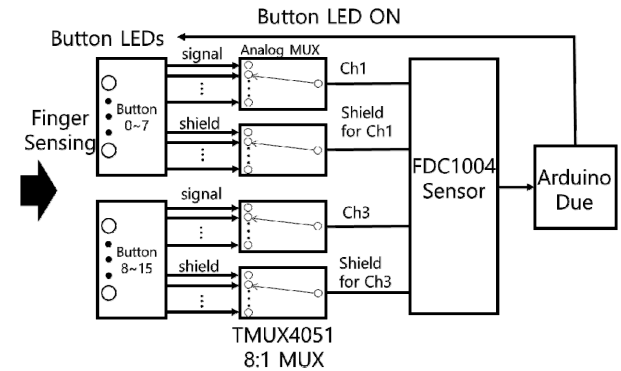 Button LED ON
Button LEDs
signal
Analog MUX
Ch1
Finger
Sensing
Button
0~7
shield
Shield
for Ch1
FDC1004
Sensor
Arduino
Due
signal
Ch3
Button
8~15
shield
Shield
for Ch3
TMUX4051
8:1 MUX